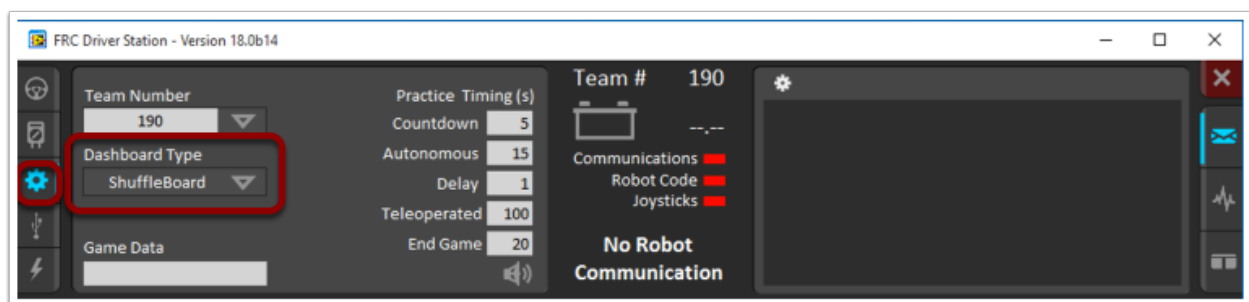 FRC Driver Station - Version 18.0b14
Team Number
190
Dashboard Type
ShuffleBoard
Game Data
Practice Timing (s)
Countdown 5
Autonomous 15
Delay 1
Teleoperated 100
End Game 20
Team # 190
--.--
Communications
Robot Code
Joysticks
No Robot
Communication